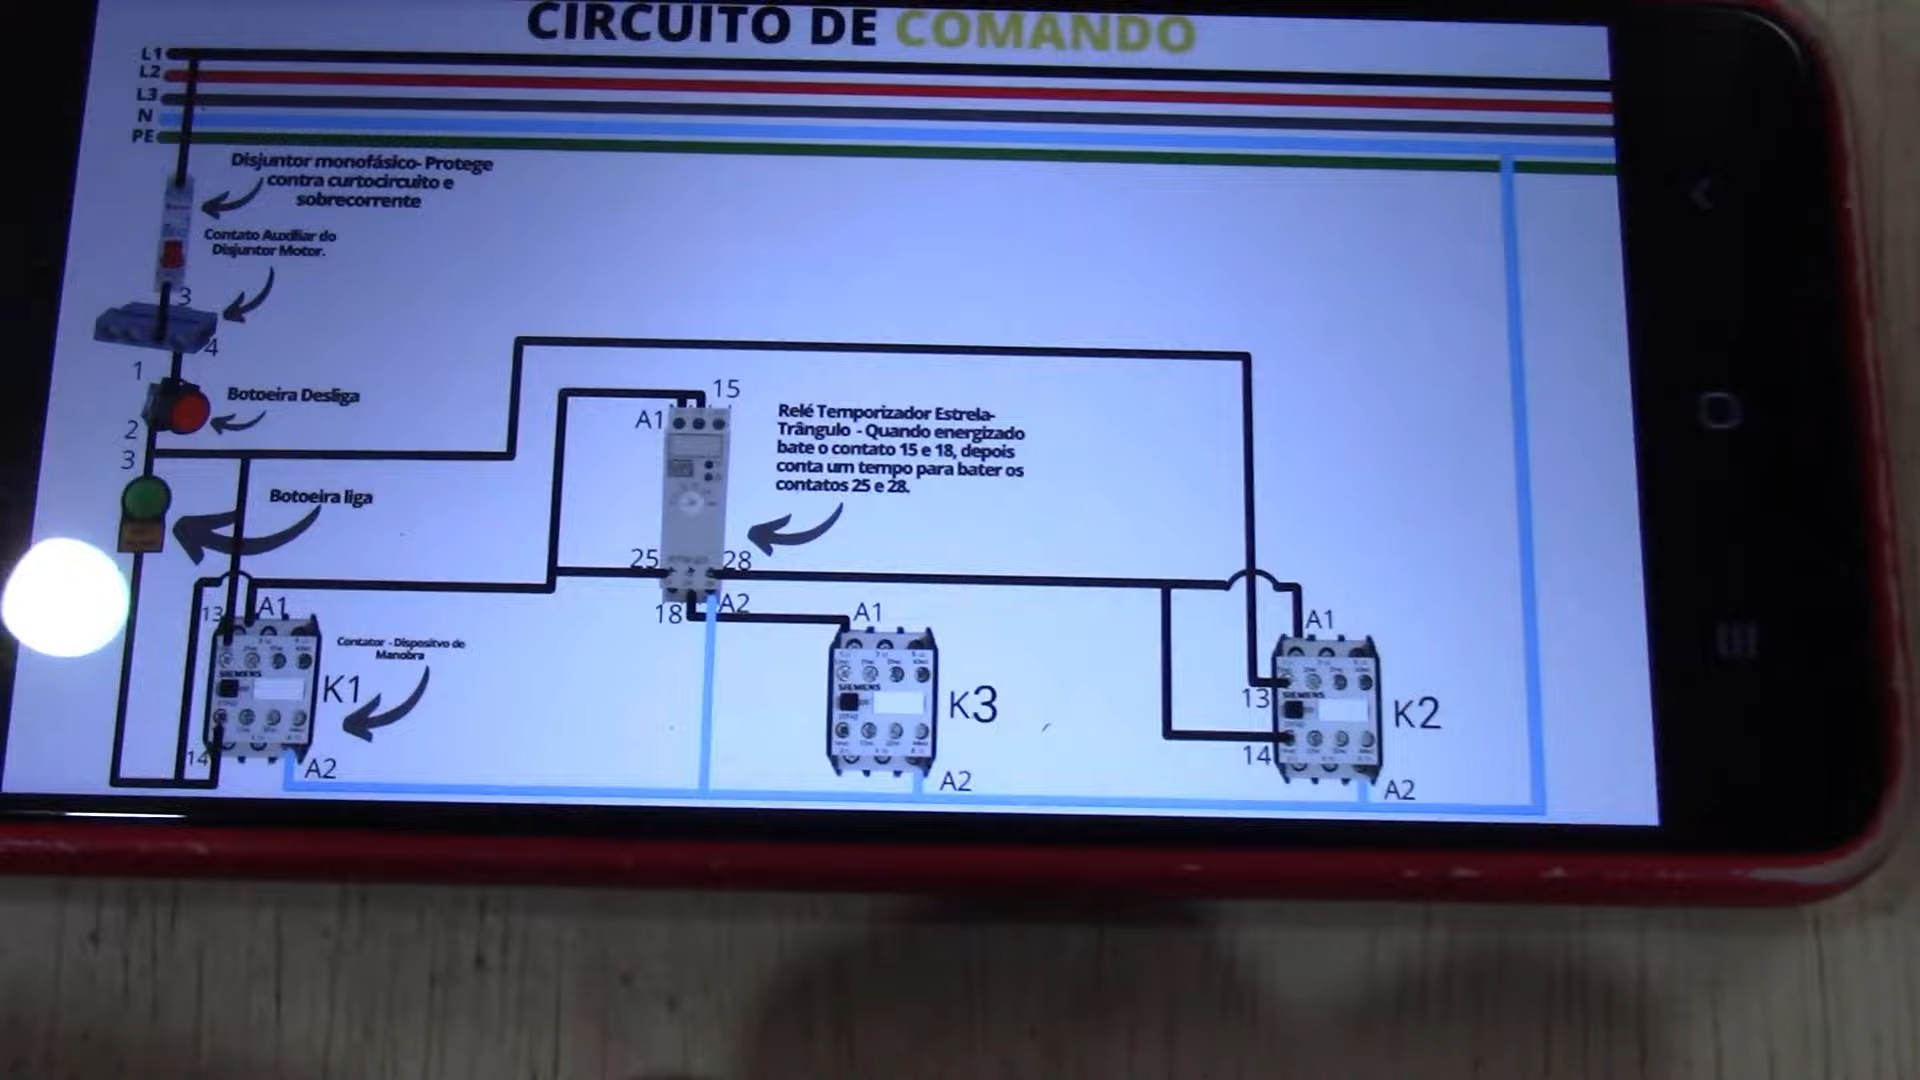 CIRCUITO DE COMANDO
L1
L2
L3
N
PE
Disjuntor monofásico- Protege
contra curtocircuito e
sobrecorrente
Contato Auxiliar do
Disjuntor Motor.
3
4
1
Botoeira Desliga
2
3
Botoeira liga
15
A1
Relé Temporizador Estrela-
Trângulo - Quando energizado
bate o contato 15 e 18, depois
conta um tempo para bater os
contatos 25 e 28.
25
28
18
A2
13
A1
Contator - Dispositvo de
Manobra
SIEMENS
K1
14
A2
A1
SIEMENS
K3
A2
A1
13
SIEMENS
K2
14
A2